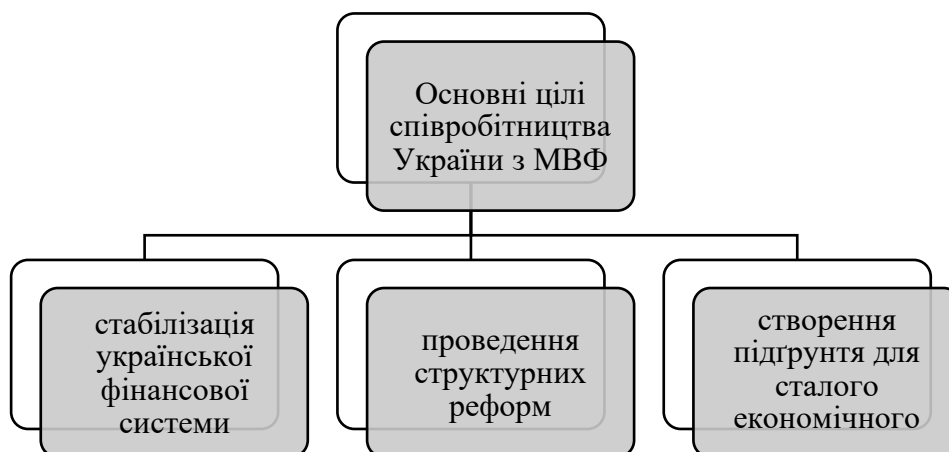 Основні цілі
співробітництва
України з МВФ
стабілізація
української
фінансової
системи
проведення
структурних
реформ
створення
підґрунтя для
сталого
економічного